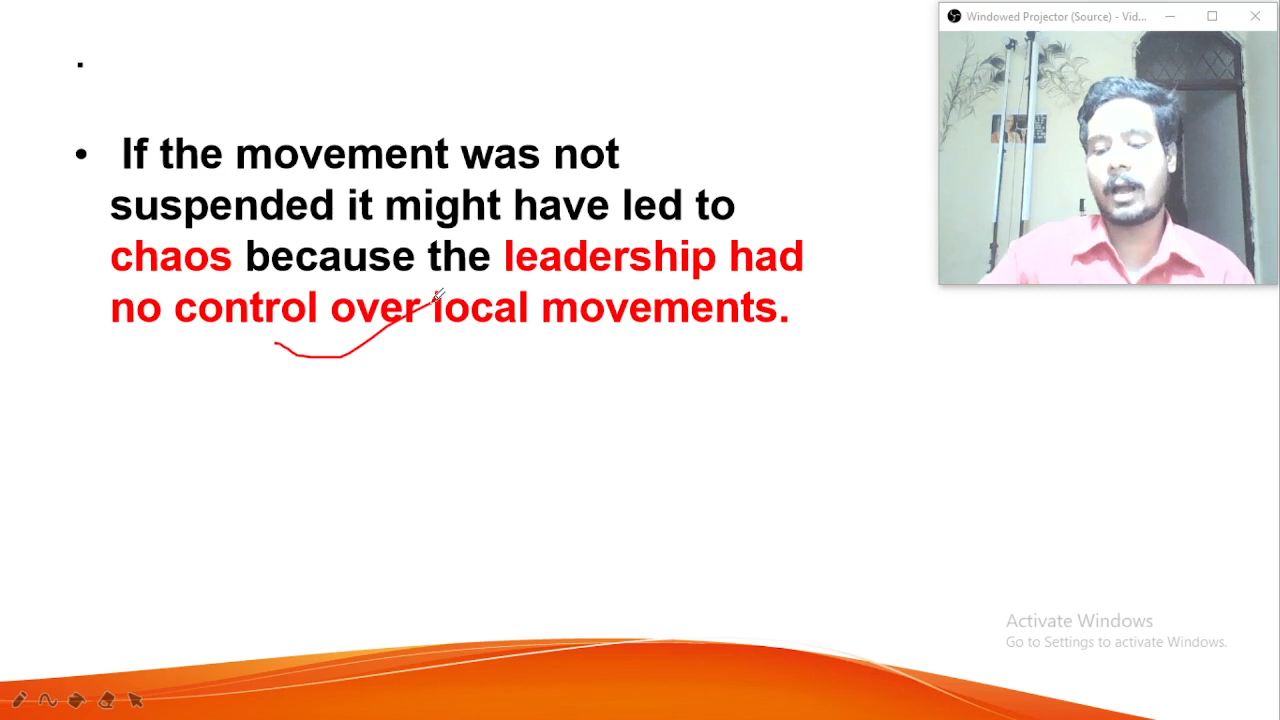 Windowed Projector (Source) - Vid...
.
• If the movement was not
suspended it might have led to
chaos because the leadership had
no control over local movements.
Activate Windows
Go to Settings to activate Windows.